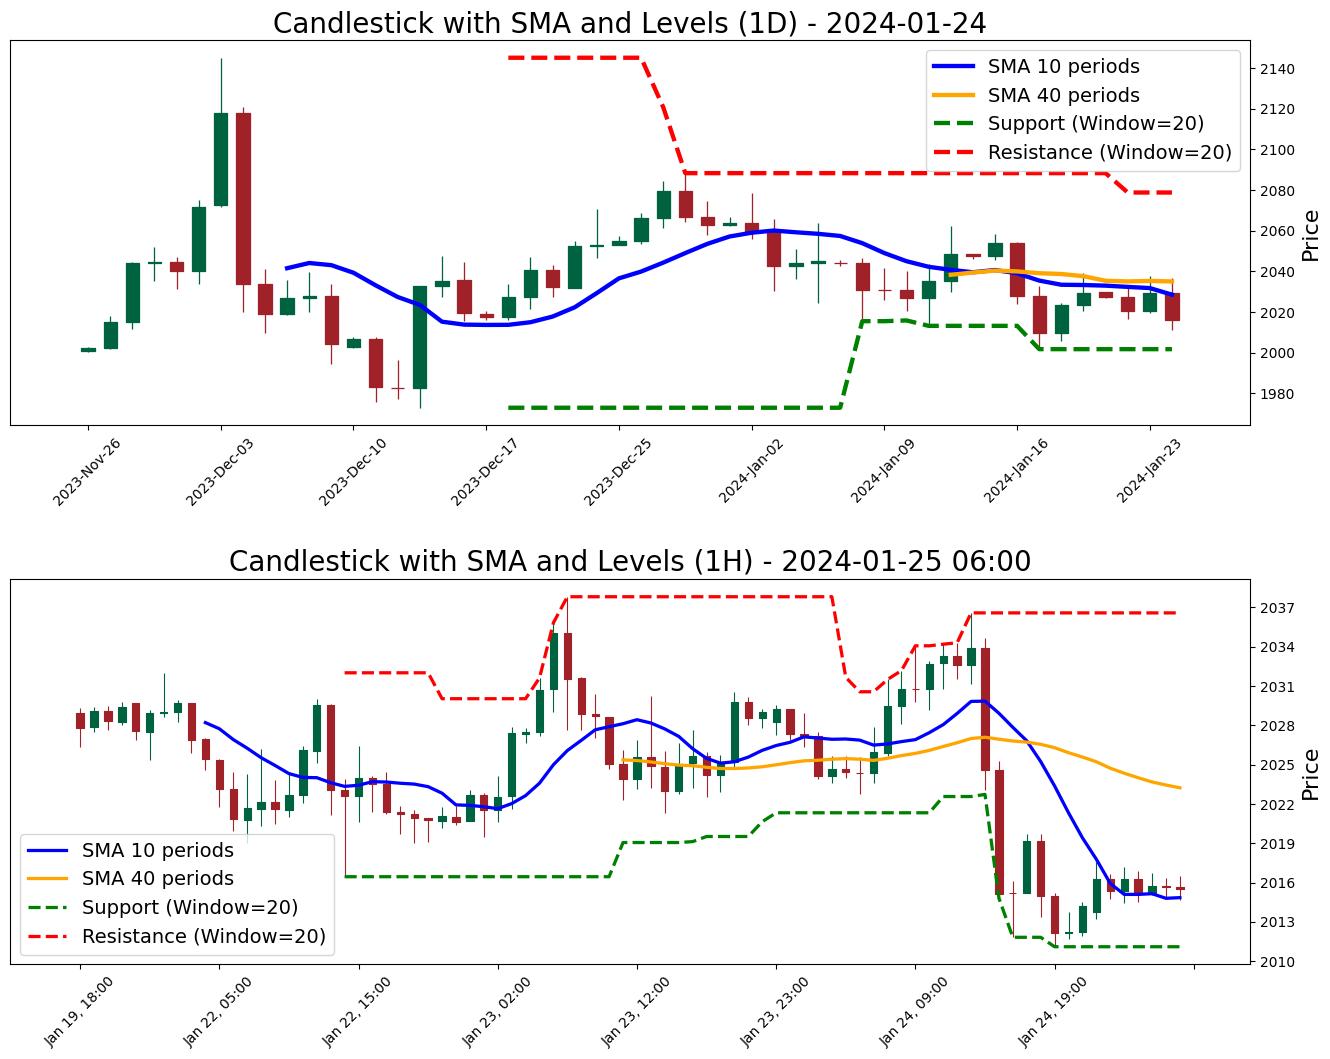 Candlestick with SMA and Levels (1D) - 2024-01-24
SMA 10 periods
SMA 40 periods
Support (Window=20)
Resistance (Window=20)
2140
2120
2100
2080
2060
2040
2020
2000
1980
Price
2023-Nov-26
2023-Dec-03
2023-Dec-10
2023-Dec-17
2023-Dec-25
2024-Jan-02
2024-Jan-09
2024-Jan-16
2024-Jan-23
Candlestick with SMA and Levels (1H) - 2024-01-25 06:00
2037
2034
2031
2028
2025
2022
2019
2016
2013
2010
Price
SMA 10 periods
SMA 40 periods
Support (Window=20)
Resistance (Window=20)
Jan 19, 18:00
Jan 22, 05:00
Jan 22, 15:00
Jan 23, 02:00
Jan 23, 12:00
Jan 23, 23:00
Jan 24, 09:00
Jan 24, 19:00